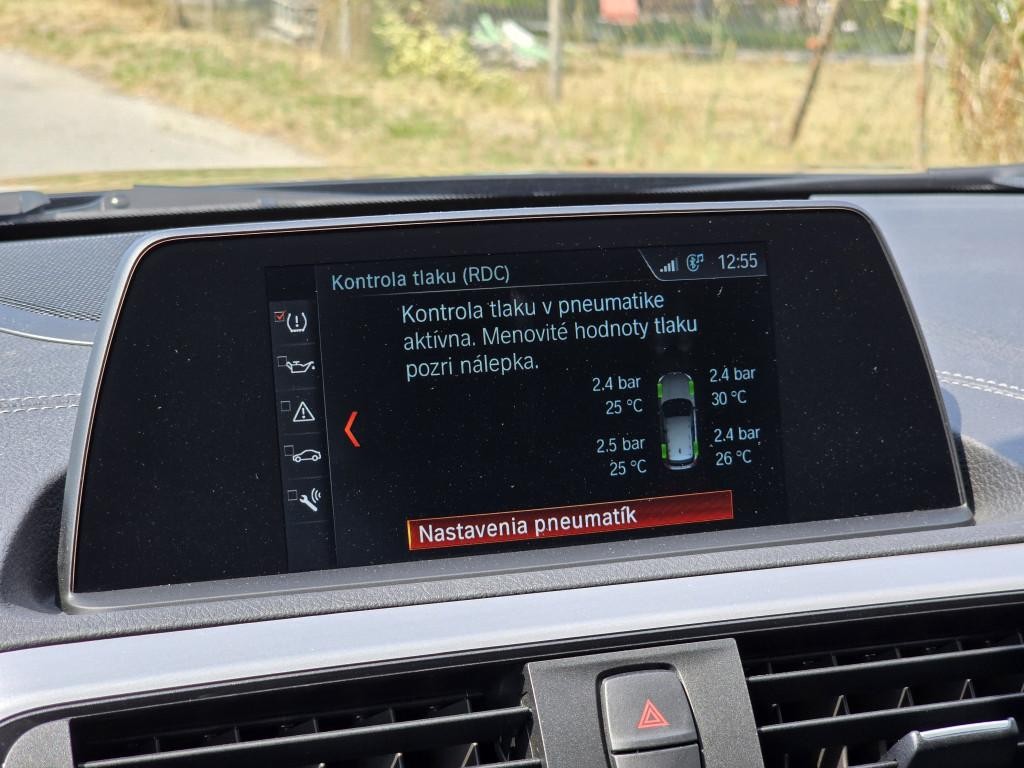 Kontrola tlaku (RDC)
12:55
Kontrola tlaku v pneumatike
aktívna. Menovité hodnoty tlaku
pozri nálepka.
2.4 bar
25 °C
2.4 bar
30 °C
2.5 bar
25 °C
2.4 bar
26 °C
Nastavenia pneumatík